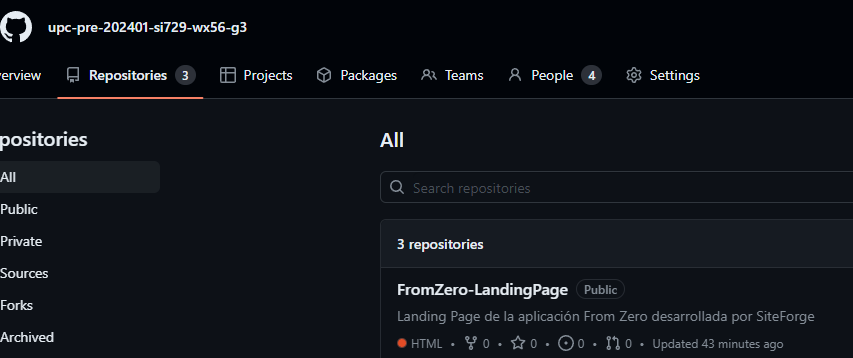 upc-pre-202401-si729-wx56-g3
erview Repositories 3 Projects Packages Teams People 4 Settings
positories
All
Public
Private
Sources
Forks
Archived
All
Search repositories
3 repositories
FromZero-LandingPage Public
Landing Page de la aplicación From Zero desarrollada por SiteForge
HTML • 0 • 0 • 0 • 0 • Updated 43 minutes ago